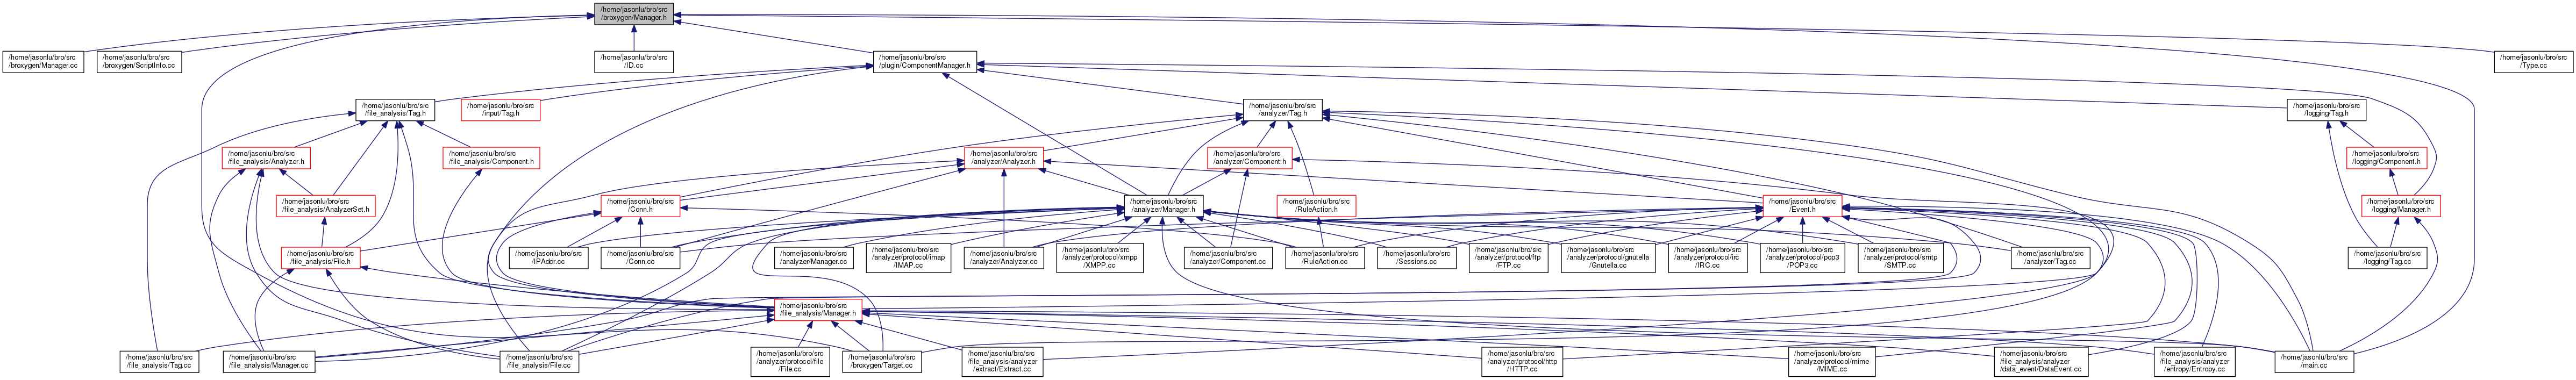 /home/jasonlu/bro/src
/broxygen/Manager.h
/home/jasonlu/bro/src
/broxygen/Manager.cc
/home/jasonlu/bro/src
/broxygen/ScriptInfo.cc
/home/jasonlu/bro/src
/ID.cc
/home/jasonlu/bro/src
/plugin/ComponentManager.h
/home/jasonlu/bro/src
/Type.cc
/home/jasonlu/bro/src
/file_analysis/Tag.h
/home/jasonlu/bro/src
/input/Tag.h
/home/jasonlu/bro/src
/analyzer/Tag.h
/home/jasonlu/bro/src
/logging/Tag.h
/home/jasonlu/bro/src
/file_analysis/Analyzer.h
/home/jasonlu/bro/src
/file_analysis/Component.h
/home/jasonlu/bro/src
/analyzer/Analyzer.h
/home/jasonlu/bro/src
/analyzer/Component.h
/home/jasonlu/bro/src
/logging/Component.h
/home/jasonlu/bro/src
/file_analysis/AnalyzerSet.h
/home/jasonlu/bro/src
/Conn.h
/home/jasonlu/bro/src
/analyzer/Manager.h
/home/jasonlu/bro/src
/RuleAction.h
/home/jasonlu/bro/src
/Event.h
/home/jasonlu/bro/src
/logging/Manager.h
/home/jasonlu/bro/src
/file_analysis/File.h
/home/jasonlu/bro/src
/IPAddr.cc
/home/jasonlu/bro/src
/Conn.cc
/home/jasonlu/bro/src
/analyzer/Manager.cc
/home/jasonlu/bro/src
/analyzer/protocol/imap
/IMAP.cc
/home/jasonlu/bro/src
/analyzer/Analyzer.cc
/home/jasonlu/bro/src
/analyzer/protocol/xmpp
/XMPP.cc
/home/jasonlu/bro/src
/analyzer/Component.cc
/home/jasonlu/bro/src
/RuleAction.cc
/home/jasonlu/bro/src
/Sessions.cc
/home/jasonlu/bro/src
/analyzer/protocol/ftp
/FTP.cc
/home/jasonlu/bro/src
/analyzer/protocol/gnutella
/Gnutella.cc
/home/jasonlu/bro/src
/analyzer/protocol/irc
/IRC.cc
/home/jasonlu/bro/src
/analyzer/protocol/pop3
/POP3.cc
/home/jasonlu/bro/src
/analyzer/protocol/smtp
/SMTP.cc
/home/jasonlu/bro/src
/analyzer/Tag.cc
/home/jasonlu/bro/src
/logging/Tag.cc
/home/jasonlu/bro/src
/file_analysis/Manager.h
/home/jasonlu/bro/src
/file_analysis/Tag.cc
/home/jasonlu/bro/src
/file_analysis/Manager.cc
/home/jasonlu/bro/src
/file_analysis/File.cc
/home/jasonlu/bro/src
/analyzer/protocol/file
/File.cc
/home/jasonlu/bro/src
/broxygen/Target.cc
/home/jasonlu/bro/src
/file_analysis/analyzer
/extract/Extract.cc
/home/jasonlu/bro/src
/analyzer/protocol/http
/HTTP.cc
/home/jasonlu/bro/src
/analyzer/protocol/mime
/MIME.cc
/home/jasonlu/bro/src
/file_analysis/analyzer
/data_event/DataEvent.cc
/home/jasonlu/bro/src
/file_analysis/analyzer
/entropy/Entropy.cc
/home/jasonlu/bro/src
/main.cc